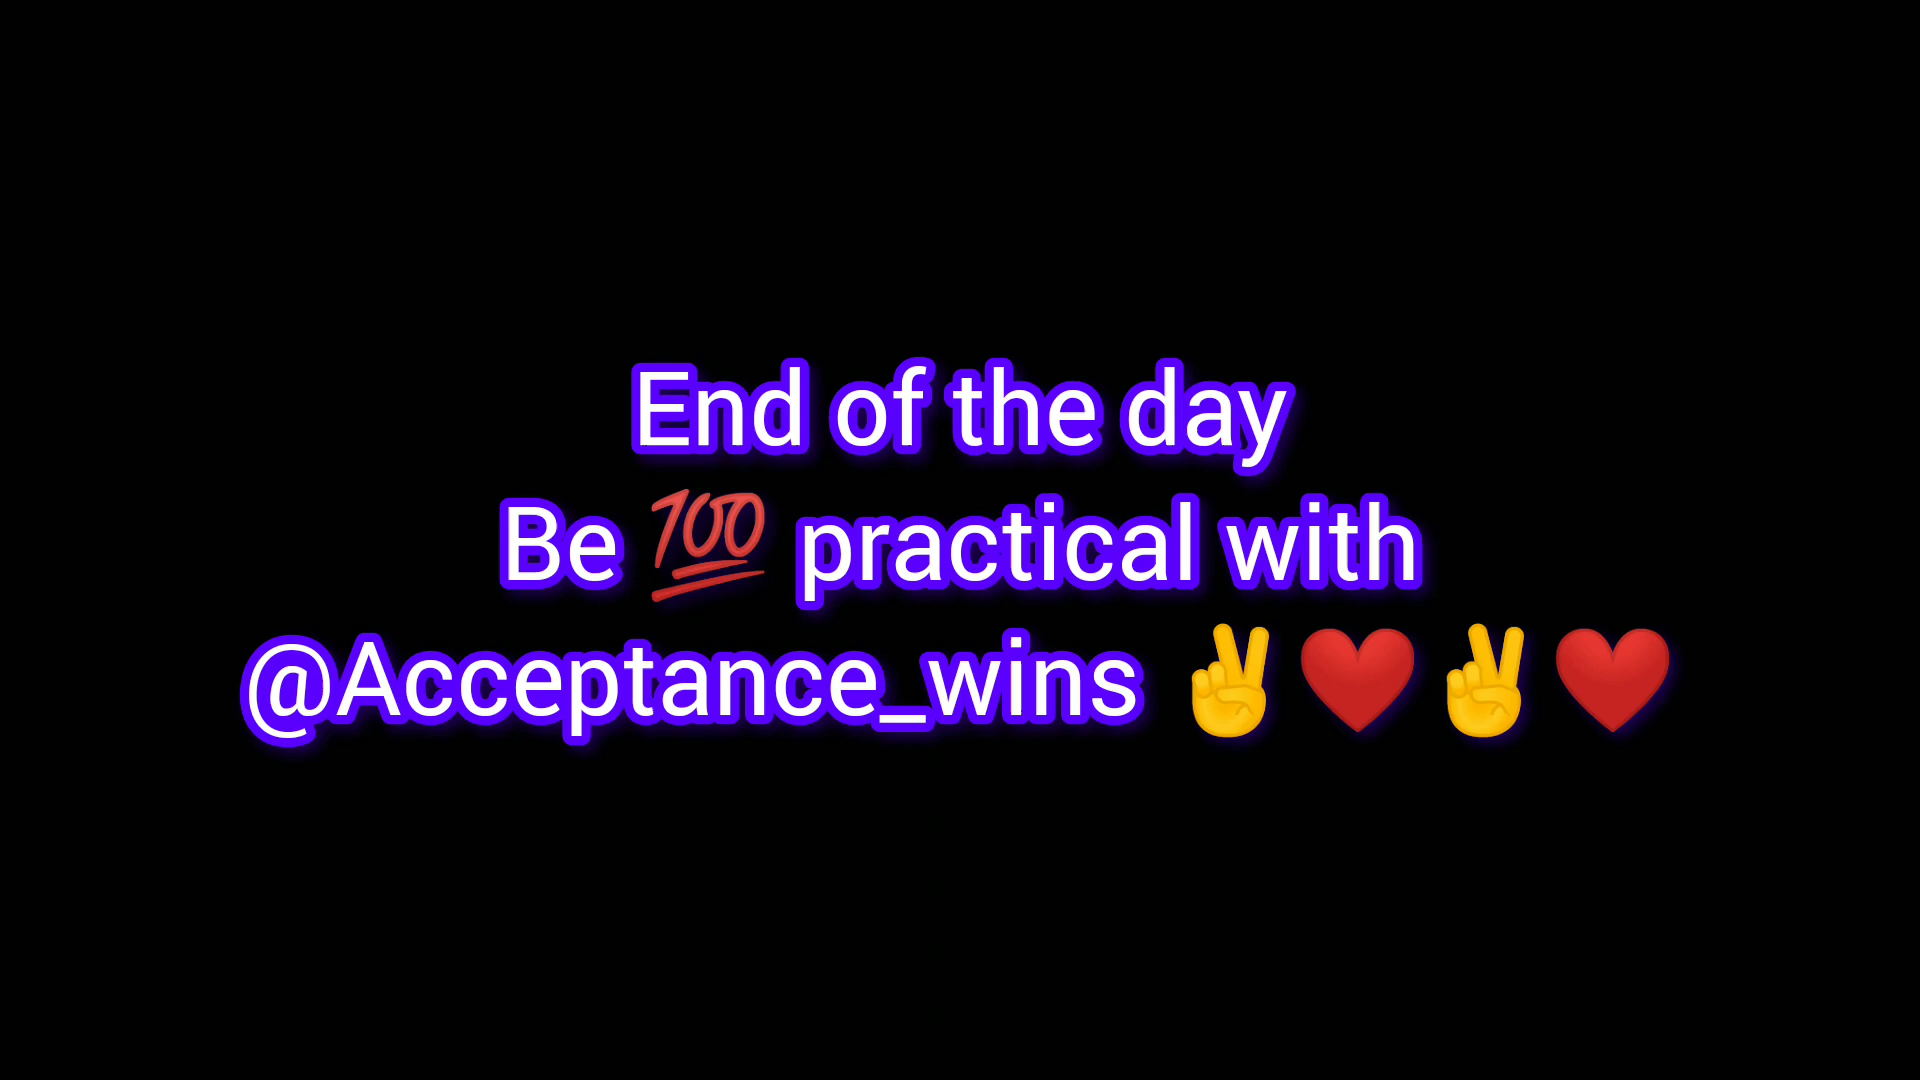 End of the day
Be 💯 practical with
@Acceptance_wins ✌️❤️✌️❤️